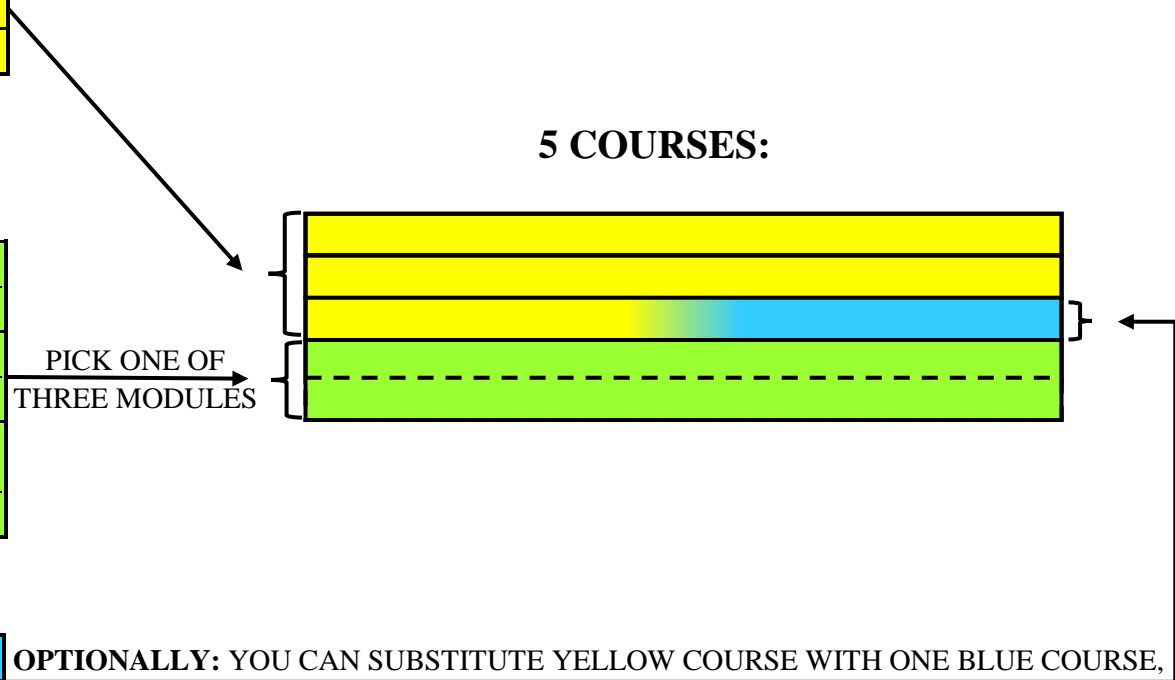 5 COURSES:
PICK ONE OF
THREE MODULES
OPTIONALLY: YOU CAN SUBSTITUTE YELLOW COURSE WITH ONE BLUE COURSE,